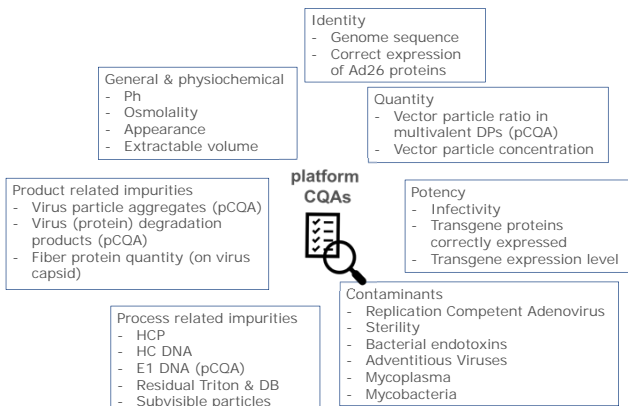 Identity
- Genome sequence
- Correct expression
of Ad26 proteins
General & physiochemical
- Ph
- Osmolality
- Appearance
- Extractable volume
Quantity
- Vector particle ratio in
multivalent DPs (pCQA)
- Vector particle concentration
platform
CQAs
Product related impurities
- Virus particle aggregates (pCQA)
- Virus (protein) degradation
products (pCQA)
- Fiber protein quantity (on virus
capsid)
Potency
- Infectivity
- Transgene proteins
correctly expressed
- Transgene expression level
Process related impurities
- HCP
- HC DNA
- E1 DNA (pCQA)
- Residual Triton & DB
- Subvisible particles
Contaminants
- Replication Competent Adenovirus
- Sterility
- Bacterial endotoxins
- Adventitious Viruses
- Mycoplasma
- Mycobacteria